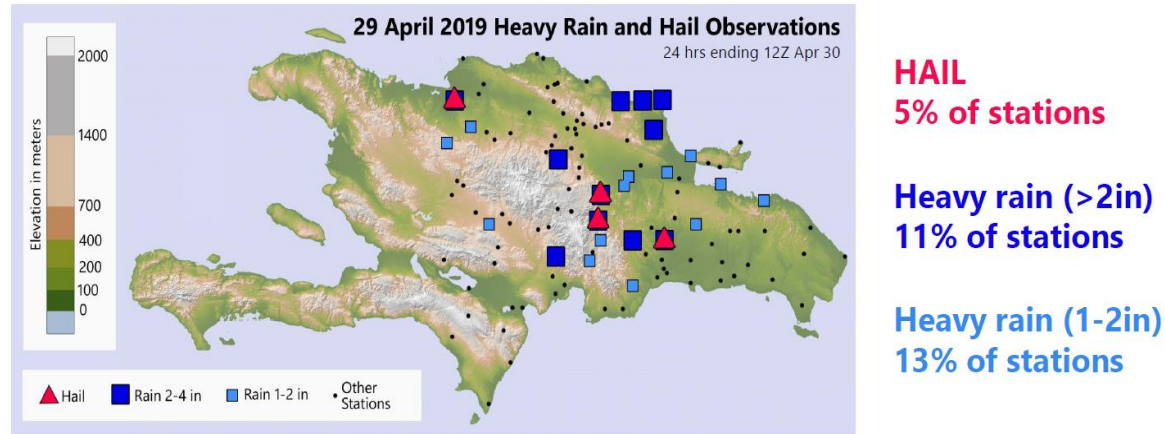 29 April 2019 Heavy Rain and Hail Observations
24 hrs ending 12Z Apr 30
Elevation in meters
2000
1400
700
400
200
100
0
Hail
Rain 2-4 in
Rain 1-2 in
Other
Stations
HAIL
5% of stations
Heavy rain (>2in)
11% of stations
Heavy rain (1-2in)
13% of stations